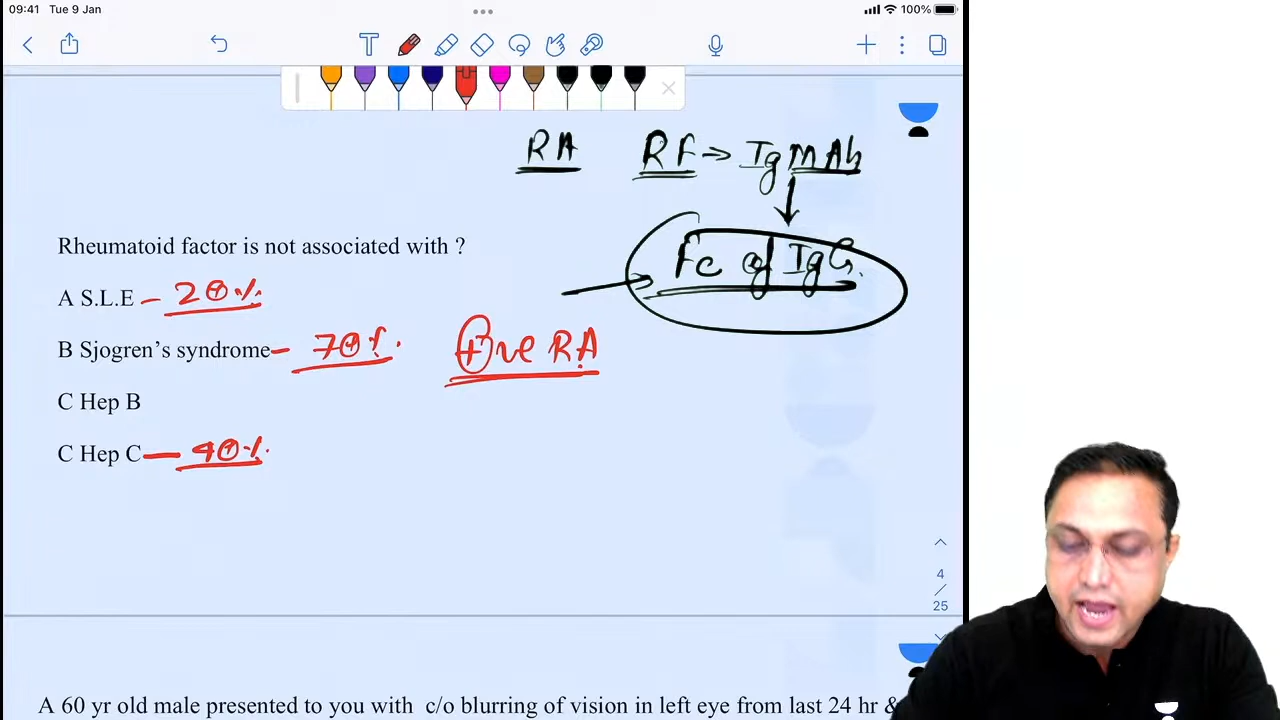 09:41 Tue 9 Jan
100%
T
RA RF → IgM Ab
Fc of IgG
Rheumatoid factor is not associated with ?
A S.L.E – 20%
B Sjogren’s syndrome – 70% +ve RA
C Hep B
C Hep C — 40%
4
/
25
A 60 yr old male presented to you with c/o blurring of vision in left eye from last 24 hr &